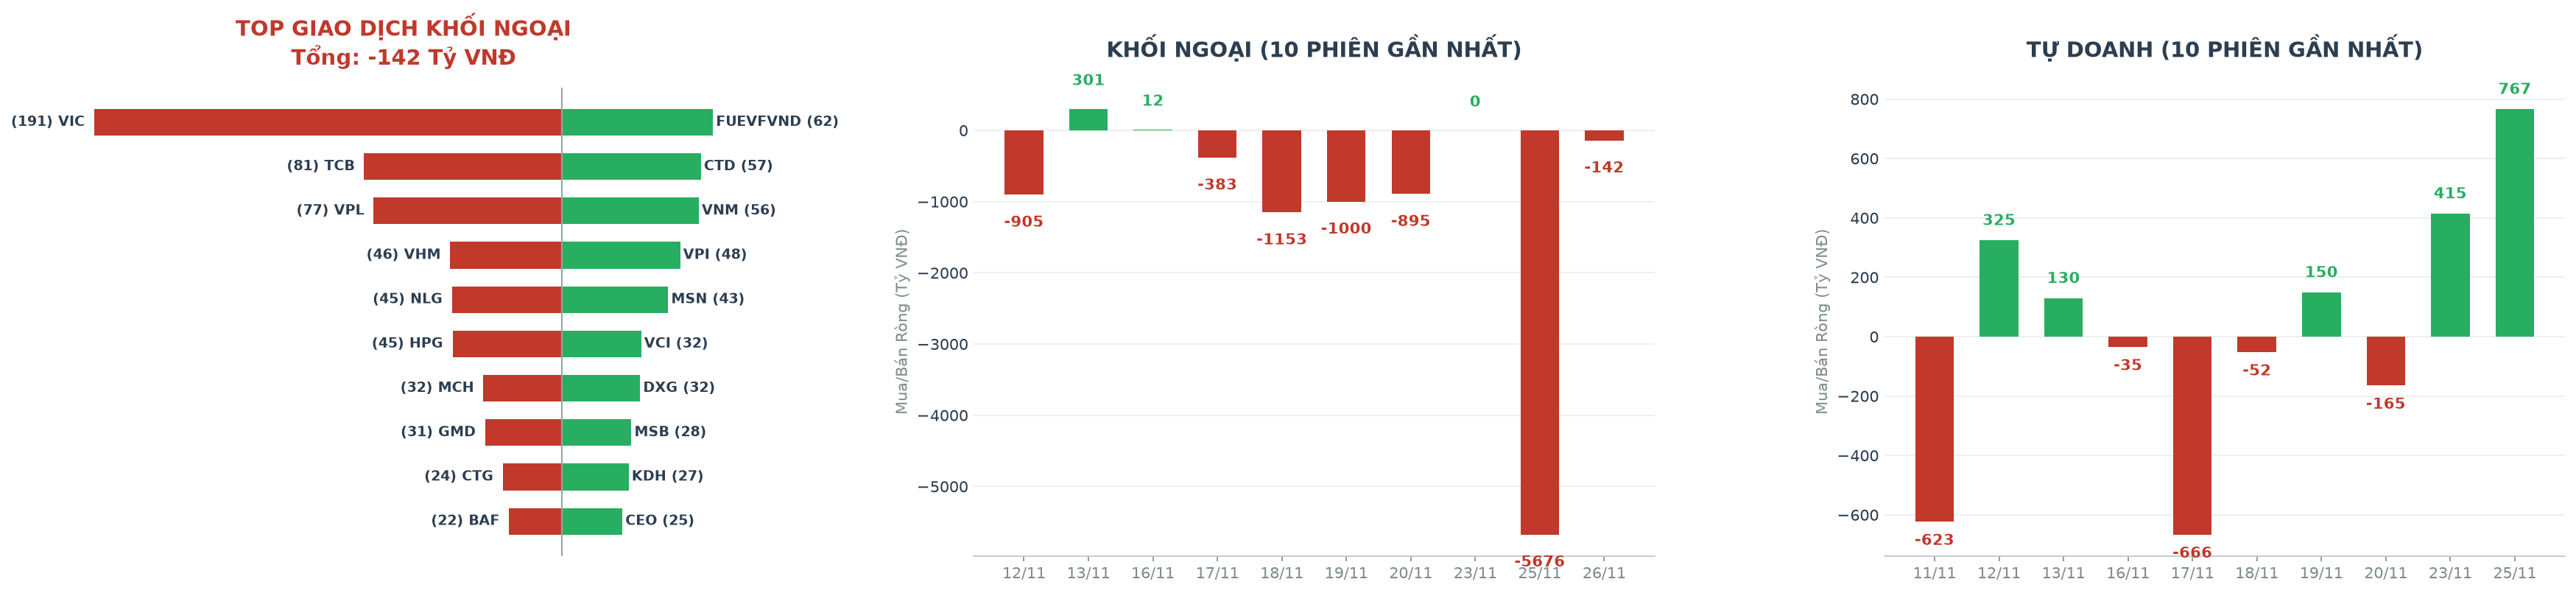 TOP GIAO DỊCH KHỐI NGOẠI
Tổng: -142 Tỷ VNĐ
(191) VIC
FUEVFVND (62)
(81) TCB
CTD (57)
(77) VPL
VNM (56)
(46) VHM
VPI (48)
(45) NLG
MSN (43)
(45) HPG
VCI (32)
(32) MCH
DXG (32)
(31) GMD
MSB (28)
(24) CTG
KDH (27)
(22) BAF
CEO (25)
KHỐI NGOẠI (10 PHIÊN GẦN NHẤT)
Mua/Bán Ròng (Tỷ VNĐ)
0
−1000
−2000
−3000
−4000
−5000
-905
301
12
-383
-1153
-1000
-895
0
-5676
-142
12/11
13/11
16/11
17/11
18/11
19/11
20/11
23/11
25/11
26/11
TỰ DOANH (10 PHIÊN GẦN NHẤT)
Mua/Bán Ròng (Tỷ VNĐ)
800
600
400
200
0
−200
−400
−600
-623
325
130
-35
-666
-52
150
-165
415
767
11/11
12/11
13/11
16/11
17/11
18/11
19/11
20/11
23/11
25/11